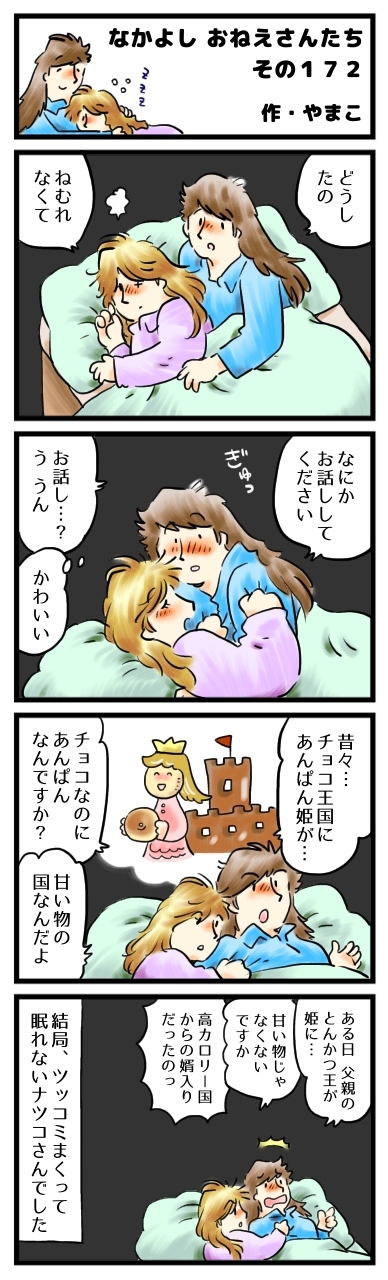 なかよし おねえさんたち
その１７２
作・やまこ
どうし
たの
ねむれ
なくて
zzz
なにか
お話しして
ください
ぎゅっ
お話し…?
う うん
かわいい
昔々…
チョコ王国に
あんぱん姫が…
チョコなのに
あんぱん
なんですか?
甘い物の
国なんだよ
ある日 父親の
とんかつ王が
姫に…
甘い物じゃ
なくない
ですか
高カロリー国
からの婿入り
だったのっ
結局、ツッコミまくって
眠れないナツコさんでした